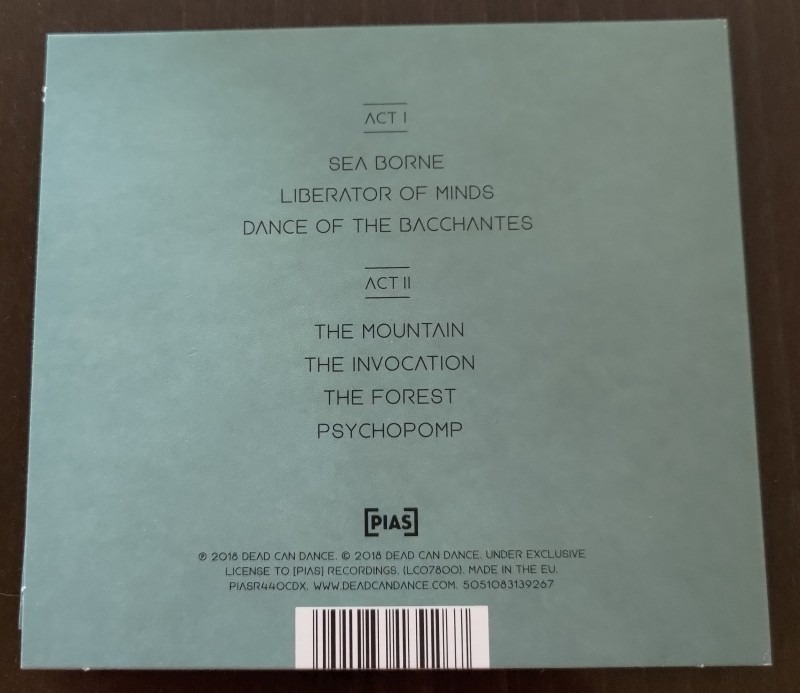 ACT I
SEA BORNE
LIBERATOR OF MINDS
DANCE OF THE BACCHANTES
ACT II
THE MOUNTAIN
THE INVOCATION
THE FOREST
PSYCHOPOMP
[PIAS]
℗ 2018 DEAD CAN DANCE. © 2018 DEAD CAN DANCE. UNDER EXCLUSIVE
LICENSE TO [PIAS] RECORDINGS. (LC07800). MADE IN THE EU.
PIASR440CDX. WWW.DEADCANDANCE.COM. 5051083139267